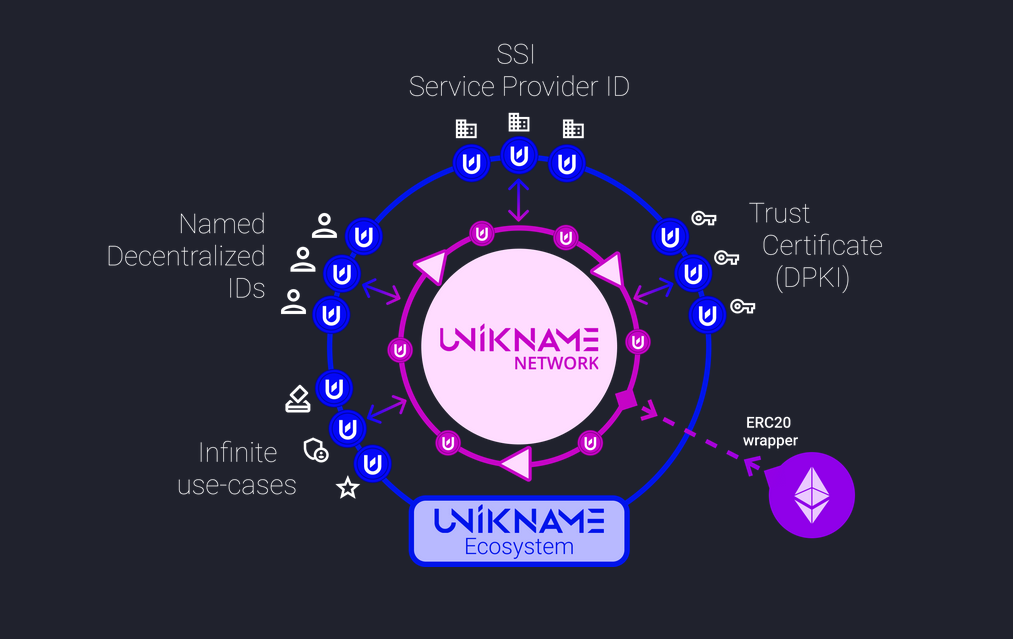 SSI
Service Provider ID
Named
Decentralized
IDs
Trust
Certificate
(DPKI)
UNIKNAME
NETWORK
ERC20
wrapper
Infinite
use-cases
UNIKNAME
Ecosystem